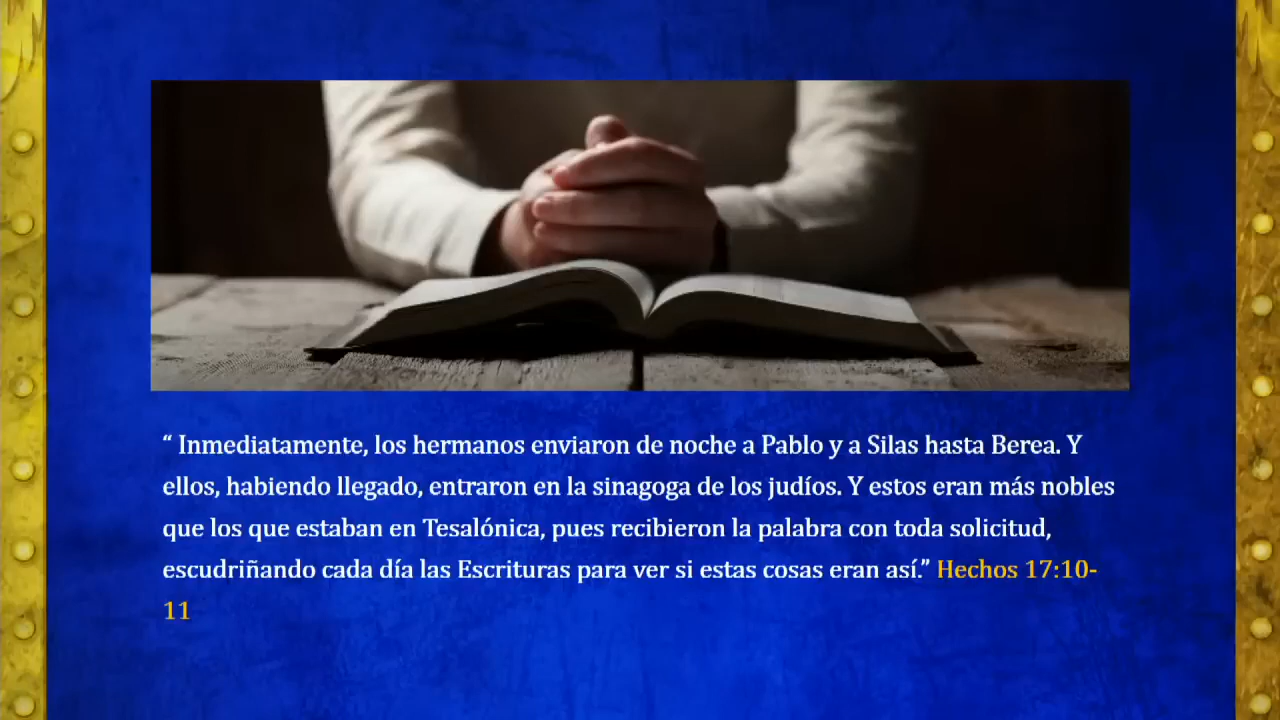 “ Inmediatamente, los hermanos enviaron de noche a Pablo y a Silas hasta Berea. Y
ellos, habiendo llegado, entraron en la sinagoga de los judíos. Y estos eran más nobles
que los que estaban en Tesalónica, pues recibieron la palabra con toda solicitud,
escudriñando cada día las Escrituras para ver si estas cosas eran así.” Hechos 17:10-
11